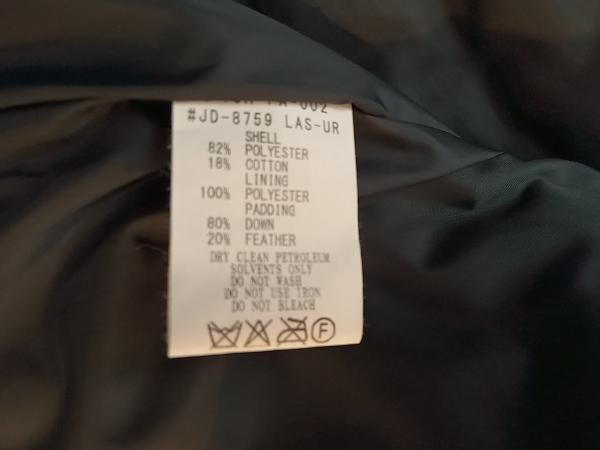 #JD-8759 LAS-UR
SHELL
82% POLYESTER
18% COTTON
LINING
100% POLYESTER
PADDING
80% DOWN
20% FEATHER
DRY CLEAN PETROLEUM
SOLVENTS ONLY
DO NOT WASH
DO NOT USE IRON
DO NOT BLEACH
F